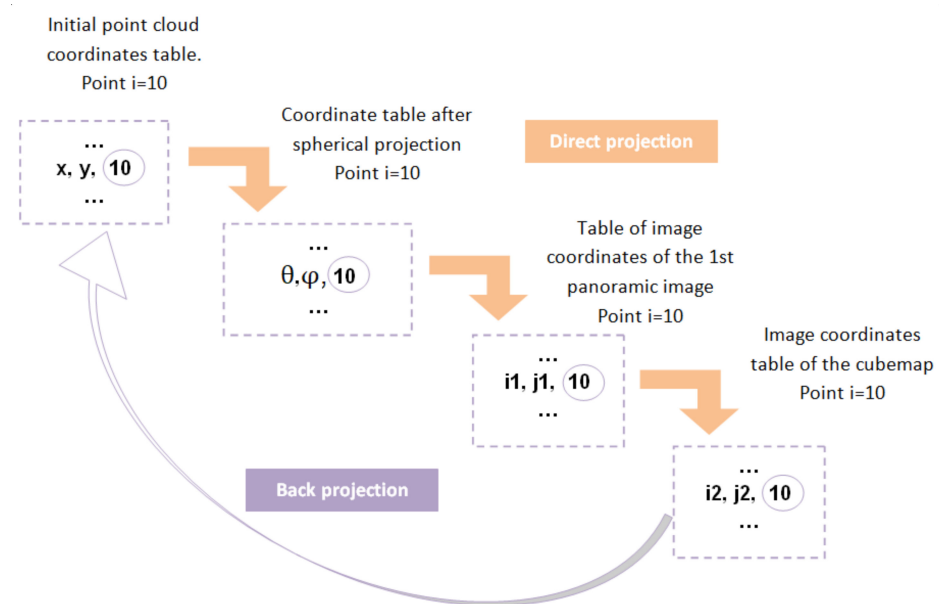 Initial point cloud
coordinates table.
Point i=10
...
x, y, 10
...
Coordinate table after
spherical projection
Point i=10
Direct projection
...
θ,φ, 10
...
Table of image
coordinates of the 1st
panoramic image
Point i=10
...
i1, j1, 10
...
Image coordinates
table of the cubemap
Point i=10
...
i2, j2, 10
...
Back projection